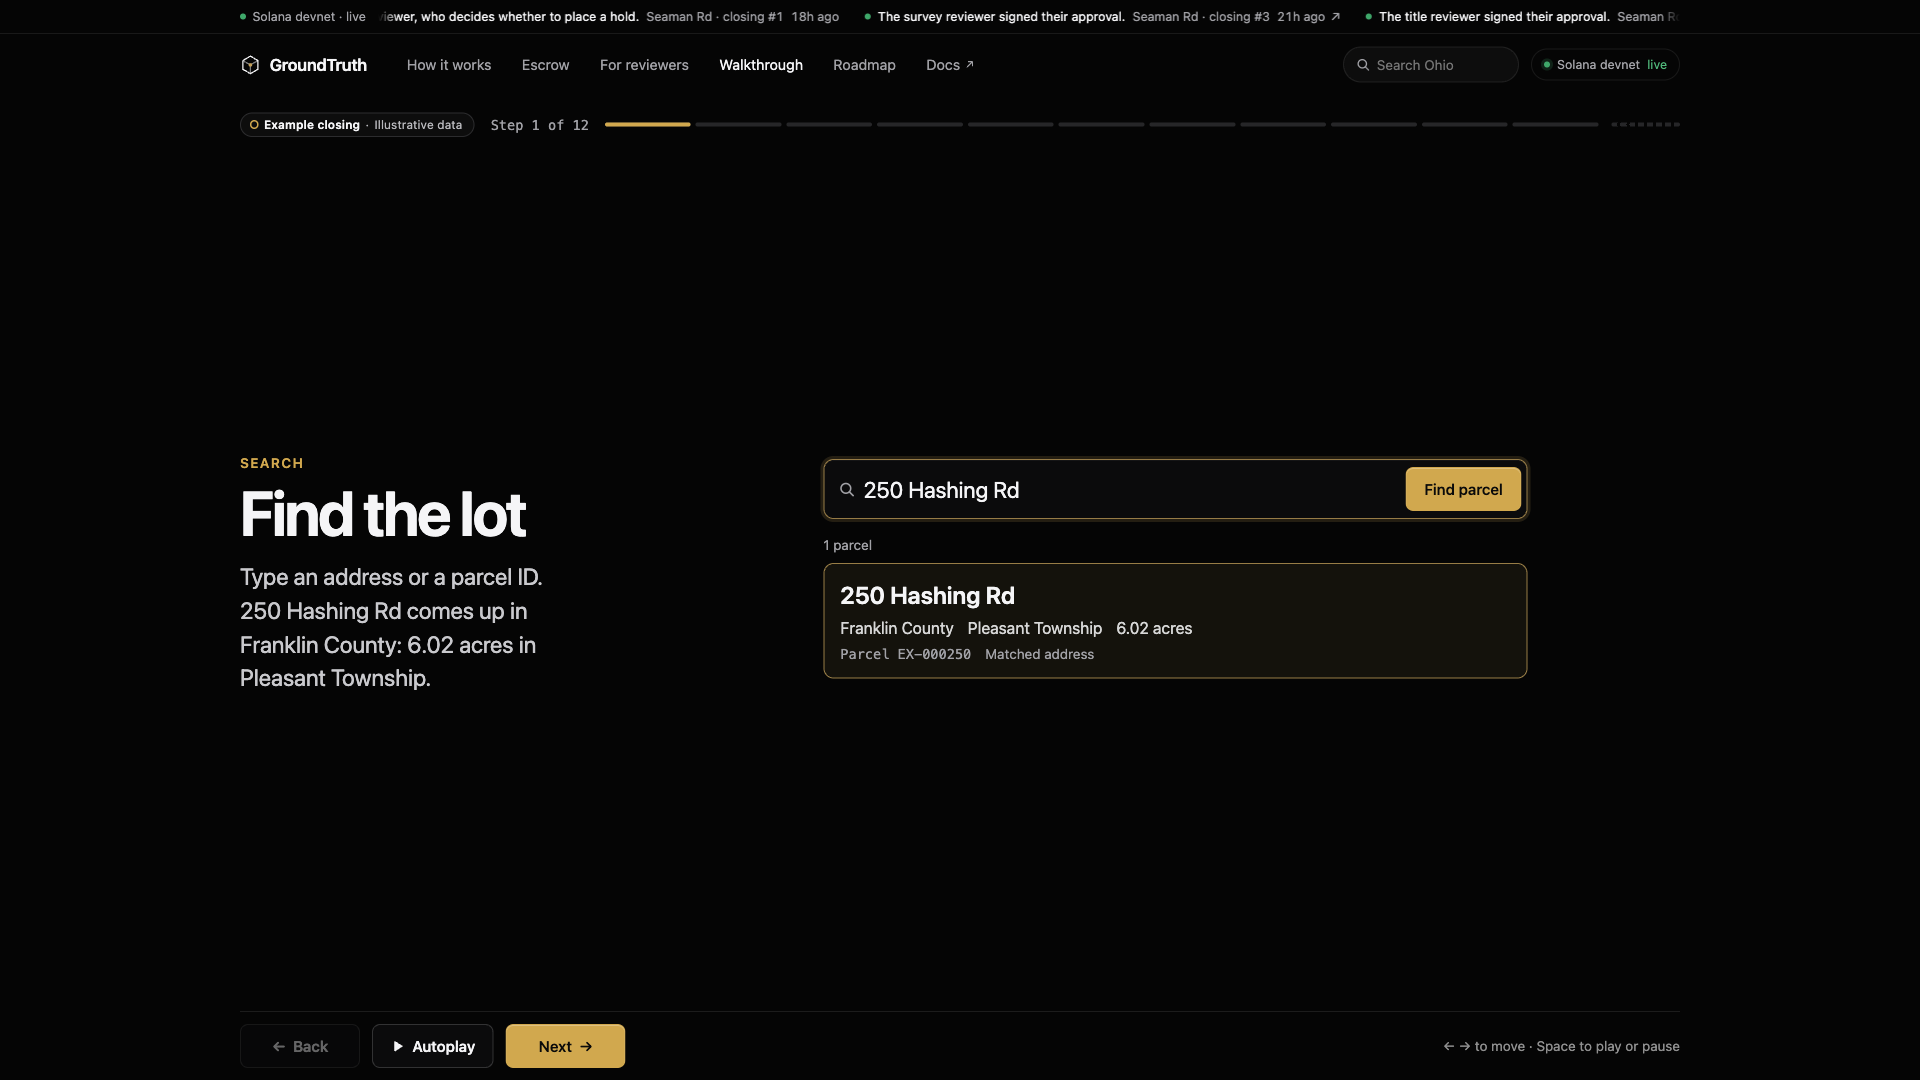 Solana devnet · live who decides whether to place a hold. Seaman Rd · closing #1 18h ago The survey reviewer signed their approval. Seaman Rd · closing #3 21h ago ↗ The title reviewer signed their approval. Seaman
GroundTruth How it works Escrow For reviewers Walkthrough Roadmap Docs ↗ Search Ohio Solana devnet live
Example closing · Illustrative data Step 1 of 12
SEARCH
Find the lot
Type an address or a parcel ID.
250 Hashing Rd comes up in
Franklin County: 6.02 acres in
Pleasant Township.
250 Hashing Rd Find parcel
1 parcel
250 Hashing Rd
Franklin County Pleasant Township 6.02 acres
Parcel EX-000250 Matched address
← Back Autoplay Next → ← → to move · Space to play or pause